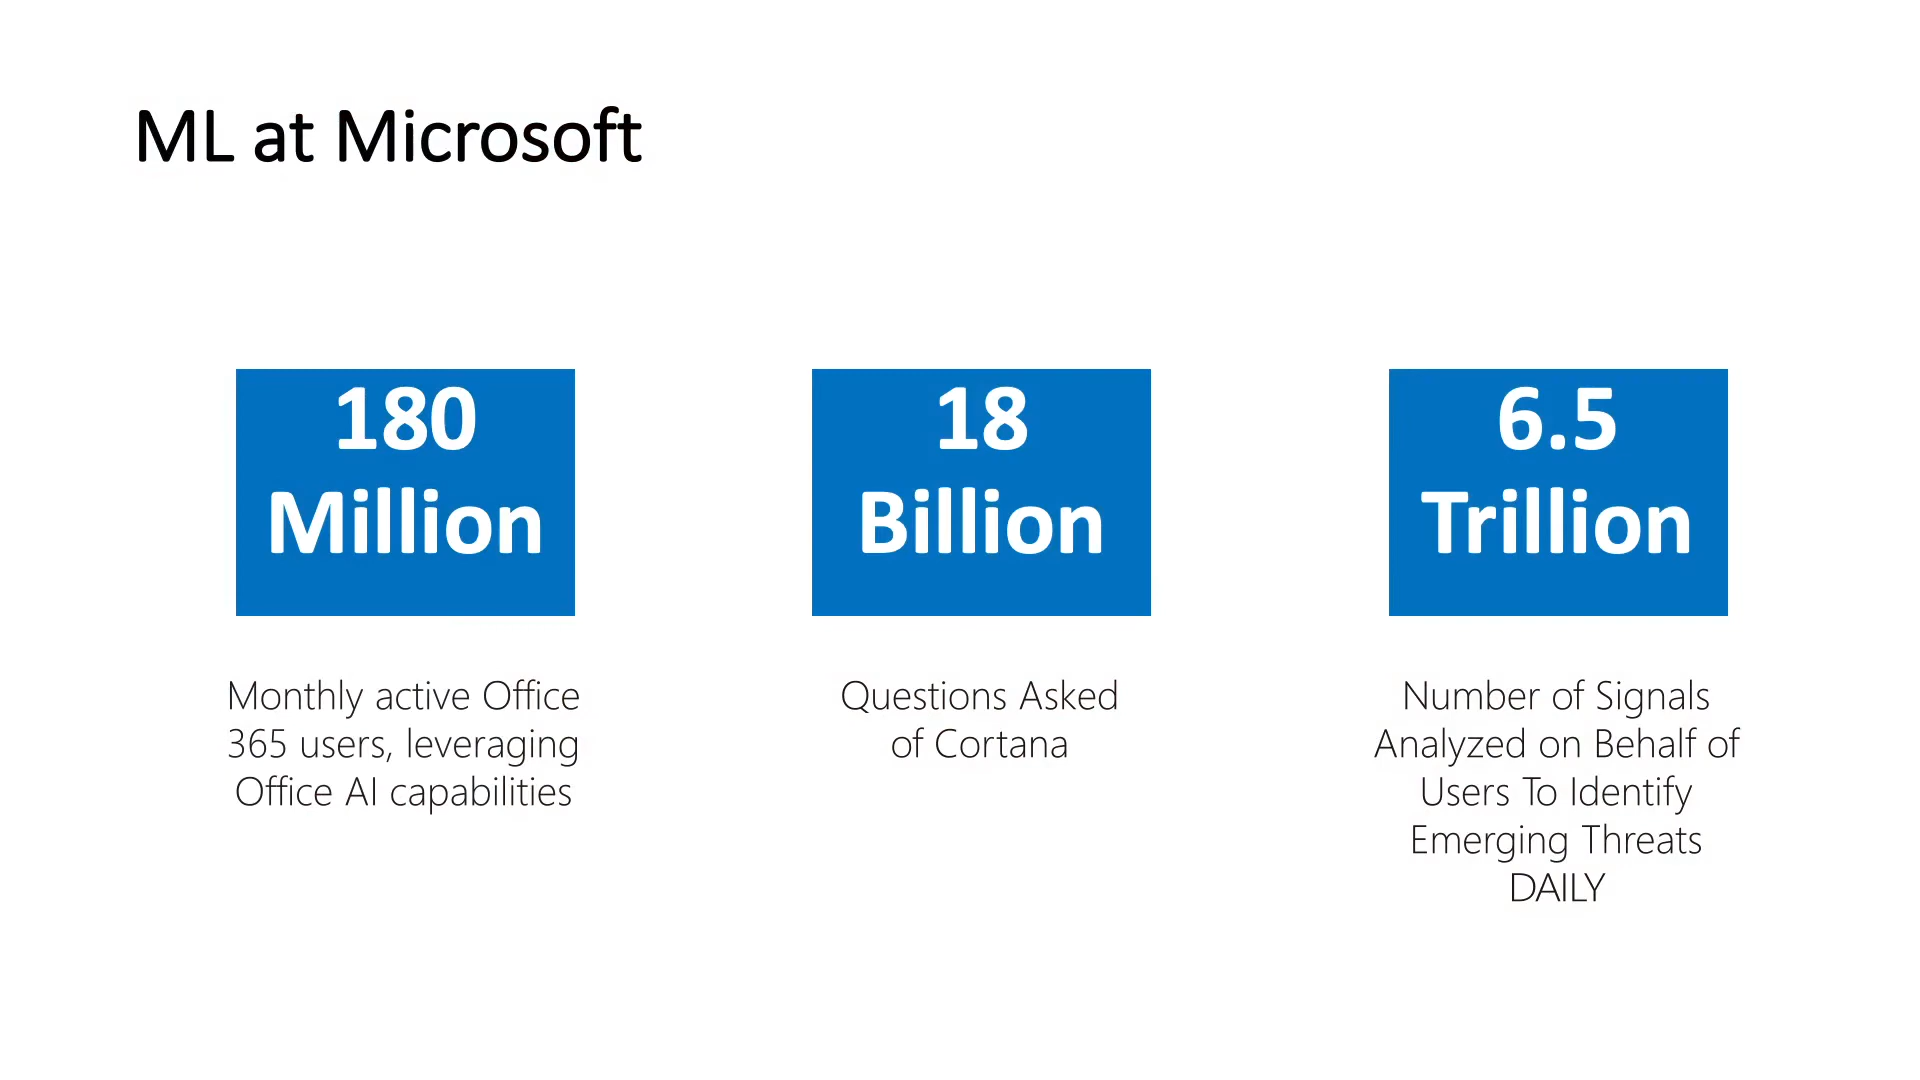 ML at Microsoft
180
Million
Monthly active Office
365 users, leveraging
Office AI capabilities
18
Billion
Questions Asked
of Cortana
6.5
Trillion
Number of Signals
Analyzed on Behalf of
Users To Identify
Emerging Threats
DAILY